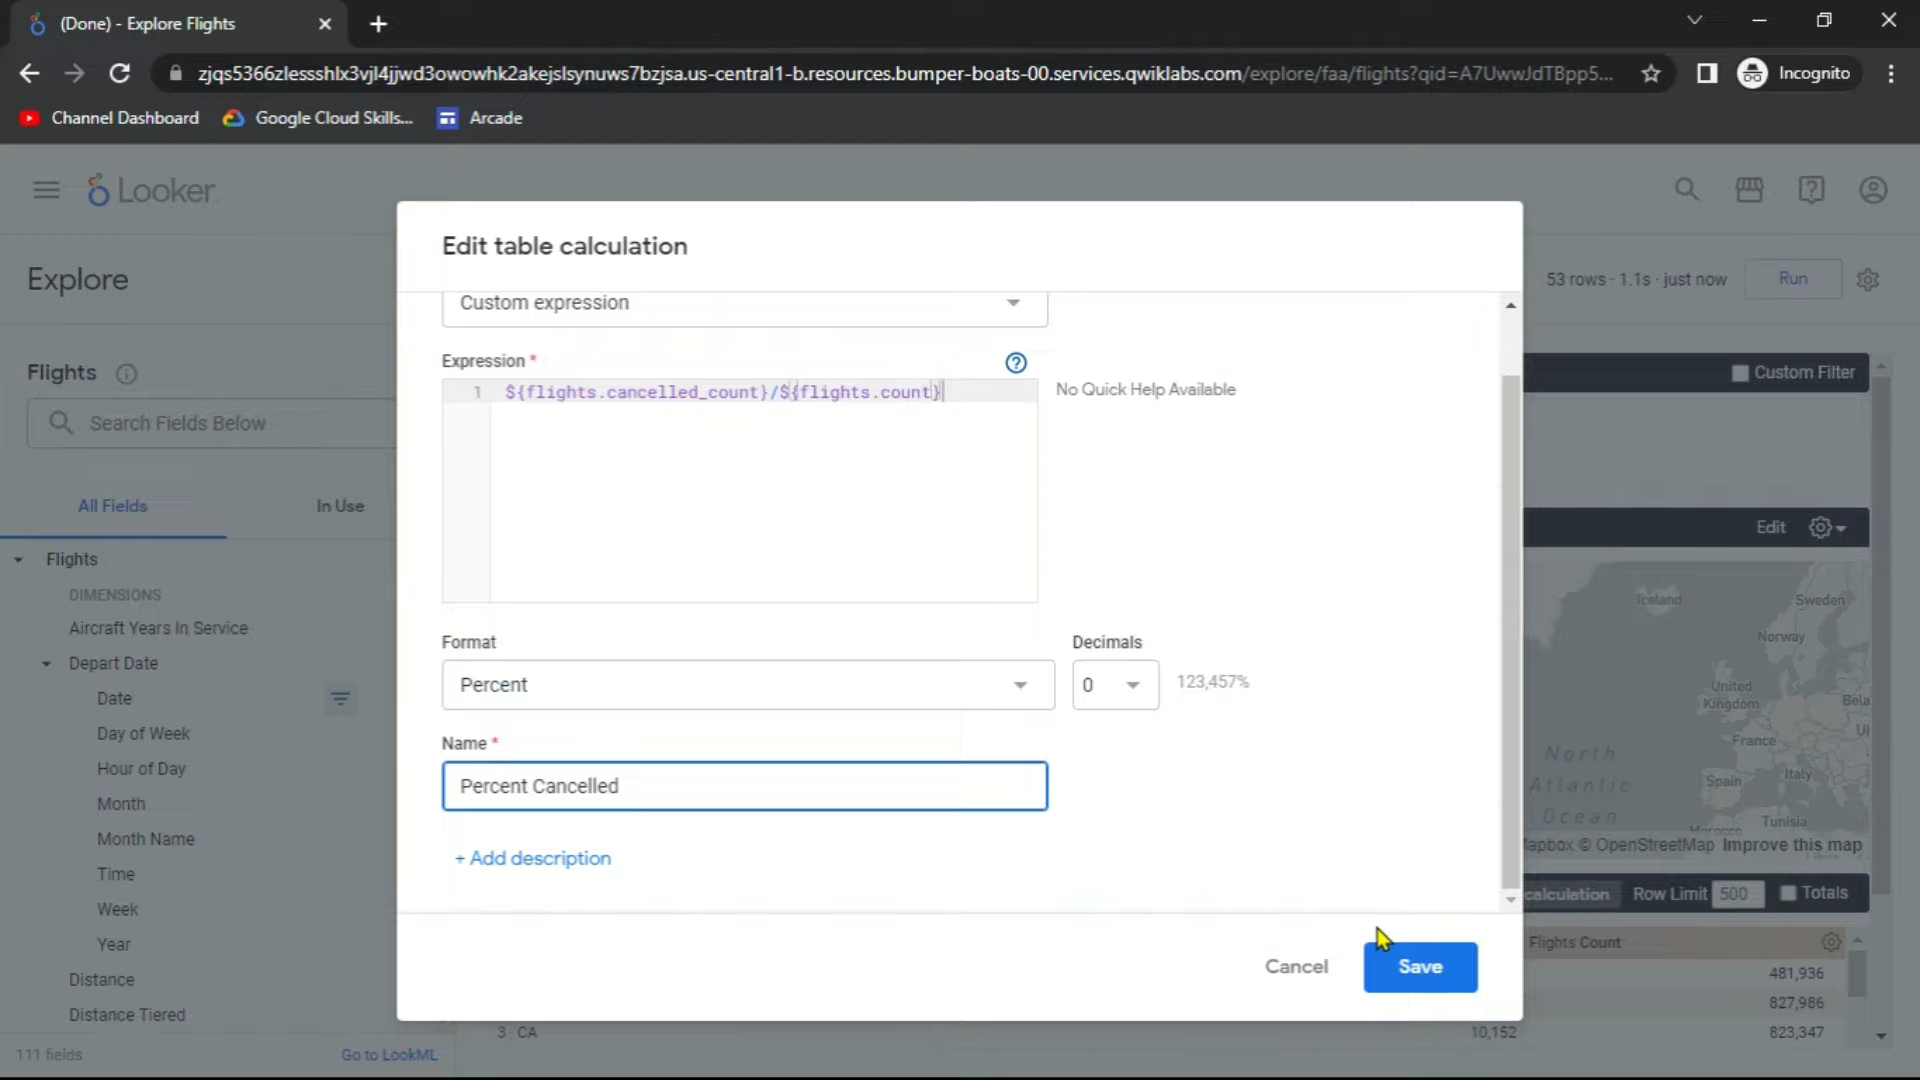 (Done) - Explore Flights
zjqs5366zlessshlx3vjl4jjwd3owowhk2akejslsynuws7bzjsa.us-central1-b.resources.bumper-boats-00.services.qwiklabs.com/explore/faa/flights?qid=A7UwwJdTBpp5...
Incognito
Channel Dashboard
Google Cloud Skills...
Arcade
Looker
Edit table calculation
Explore
53 rows · 1.1s · just now
Run
Custom expression
Expression *
Flights
Custom Filter
1 ${flights.cancelled_count}/${flights.count}
No Quick Help Available
Search Fields Below
All Fields
In Use
Edit
Flights
DIMENSIONS
Iceland
Sweden
Aircraft Years In Service
Norway
Format
Decimals
Depart Date
Percent
0
123,457%
United
Kingdom
Bela
Date
Day of Week
Name *
France
North
Hour of Day
Italy
Spain
Percent Cancelled
Atlantic
Month
Ocean
Tunisia
Morocco
Month Name
© OpenStreetMap Improve this map
+ Add description
Time
calculation
Row Limit 500
Totals
Week
Year
Flights Count
Cancel
Save
481,936
Distance
827,986
Distance Tiered
3 CA
10,152
823,347
111 fields
Go to LookML